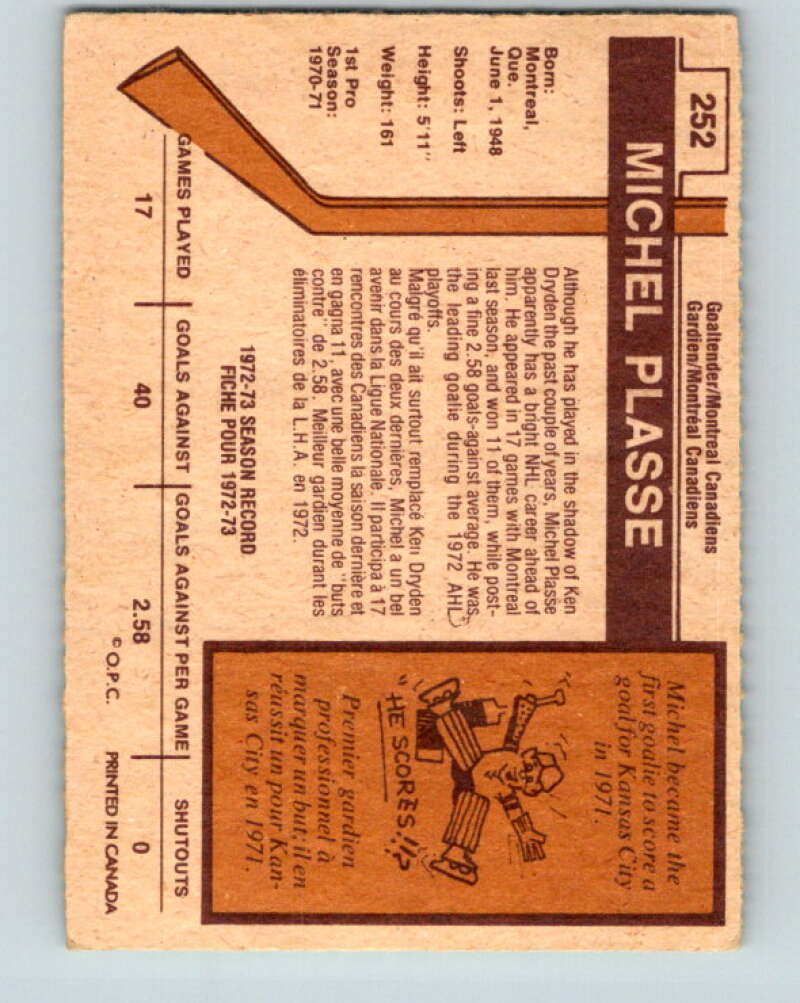 252
Goaltender/Montreal Canadiens
Gardien/Montréal Canadiens
MICHEL PLASSE
Born:
Montreal,
Que.
June 1, 1948
Shoots: Left
Height: 5'11"
Weight: 161
1st Pro
Season:
1970-71
Although he has played in the shadow of Ken
Dryden the past couple of years, Michel Plasse
apparently has a bright NHL career ahead of
him. He appeared in 17 games with Montreal
last season, and won 11 of them, while post-
ing a fine 2.58 goals-against average. He was
the leading goalie during the 1972 AHL
playoffs.
Malgré qu'il ait surtout remplacé Ken Dryden
au cours des deux dernières, Michel a un bel
avenir dans la Ligue Nationale. Il participa à 17
rencontres des Canadiens la saison dernière et
en gagna 11, avec une belle moyenne de "buts
contre" de 2.58. Meilleur gardien durant les
éliminatoires de la L.H.A. en 1972.
Michel became the
first goalie to score a
goal for Kansas City
in 1971.
"HE SCORES!!"
Premier gardien
professionnel à
marquer un but, il en
réussit un pour Kan-
sas City en 1971.
1972-73 SEASON RECORD
FICHE POUR 1972-73
GAMES PLAYED GOALS AGAINST GOALS AGAINST PER GAME SHUTOUTS
17 40 2.58 0
© O.P.C. PRINTED IN CANADA